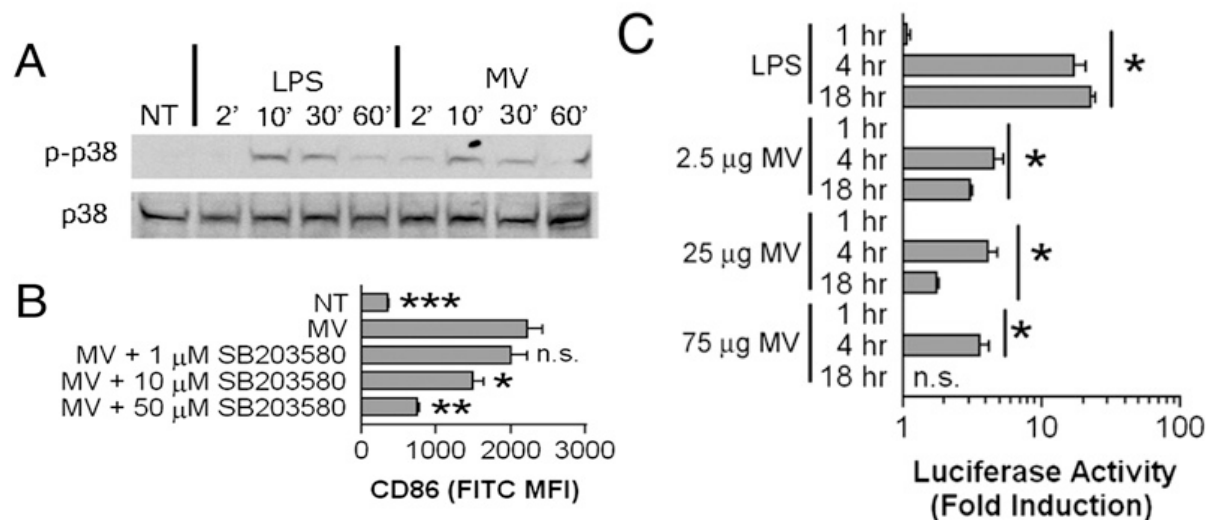 A
LPS MV
NT 2' 10' 30' 60' 2' 10' 30' 60'
p-p38
p38
B
NT ***
MV
MV + 1 μM SB203580 n.s.
MV + 10 μM SB203580 *
MV + 50 μM SB203580 **
0 1000 2000 3000
CD86 (FITC MFI)
C
LPS
1 hr
4 hr
18 hr
*
2.5 μg MV
1 hr
4 hr
18 hr
*
25 μg MV
1 hr
4 hr
18 hr
*
75 μg MV
1 hr
4 hr
*
18 hr n.s.
1 10 100
Luciferase Activity
(Fold Induction)